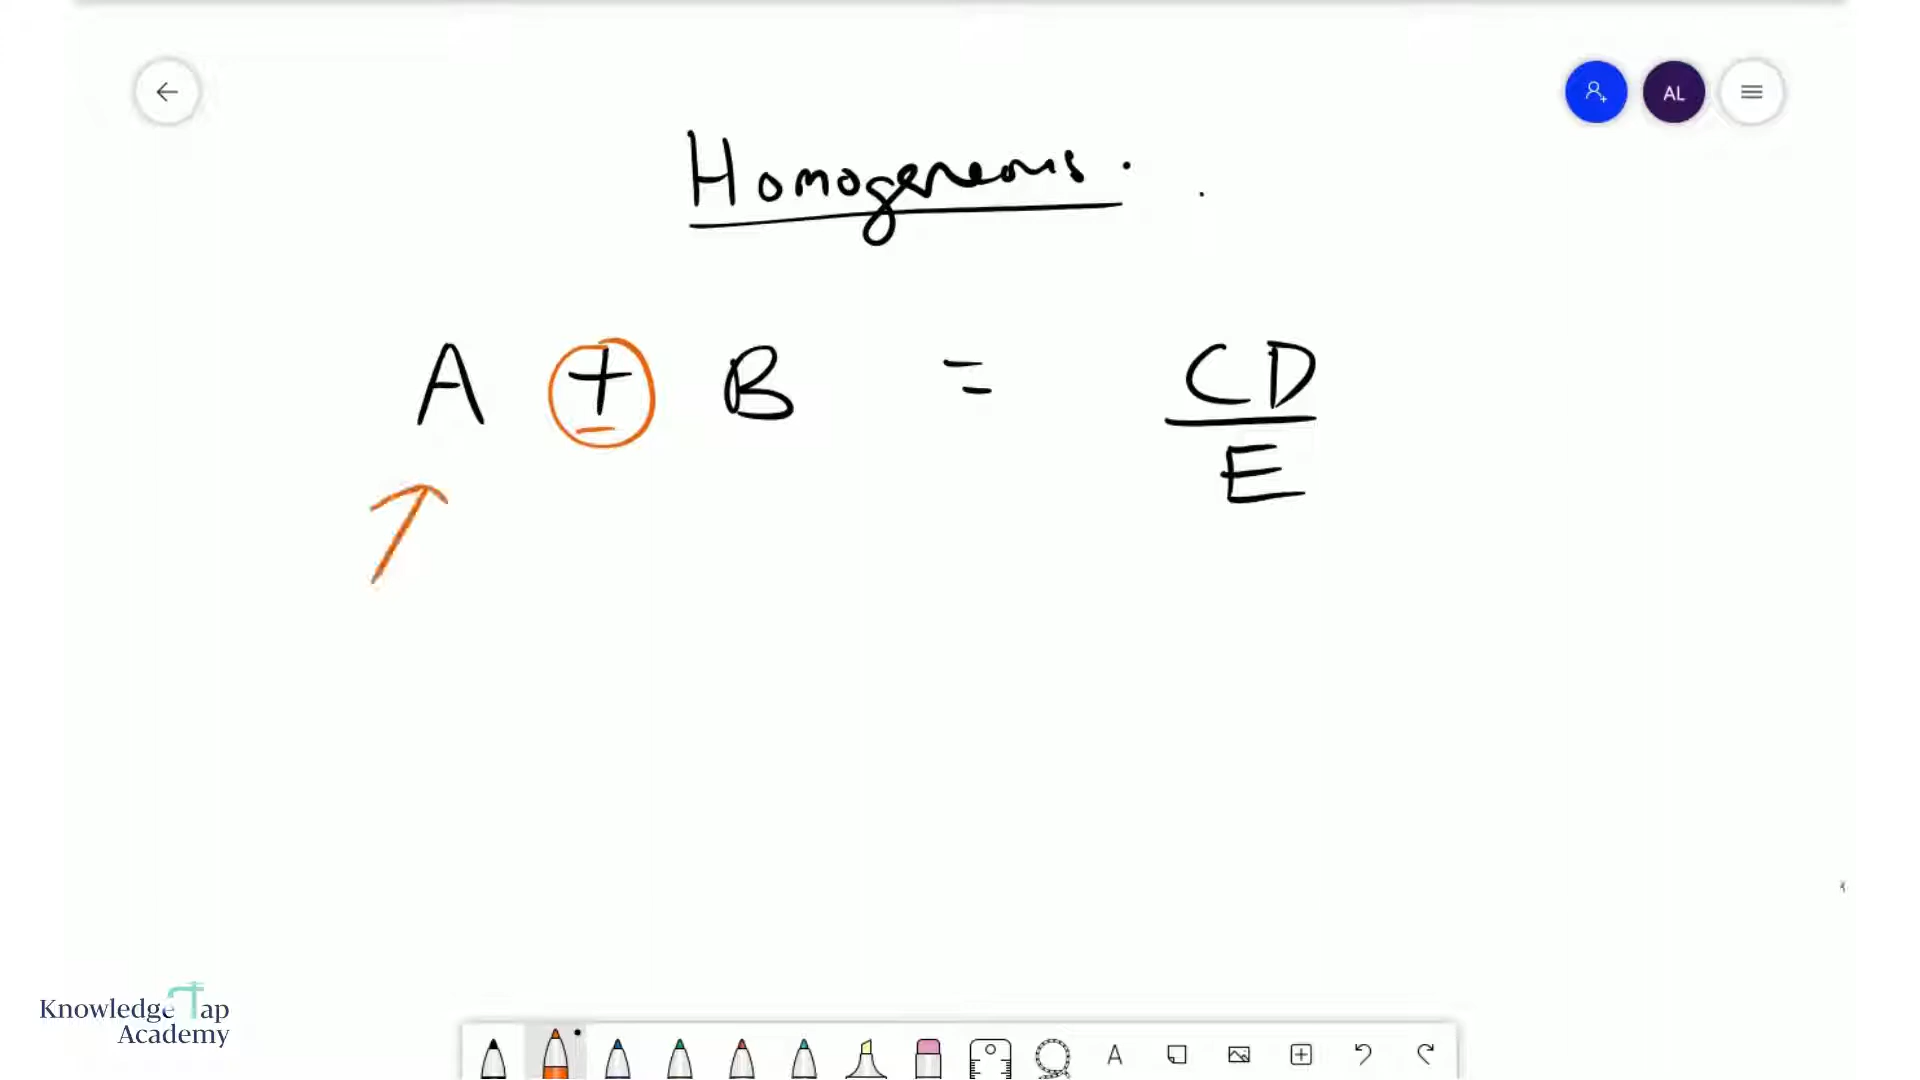 AL
Homogeneous.
A ± B = CD
E
Knowledge Tap
Academy
A